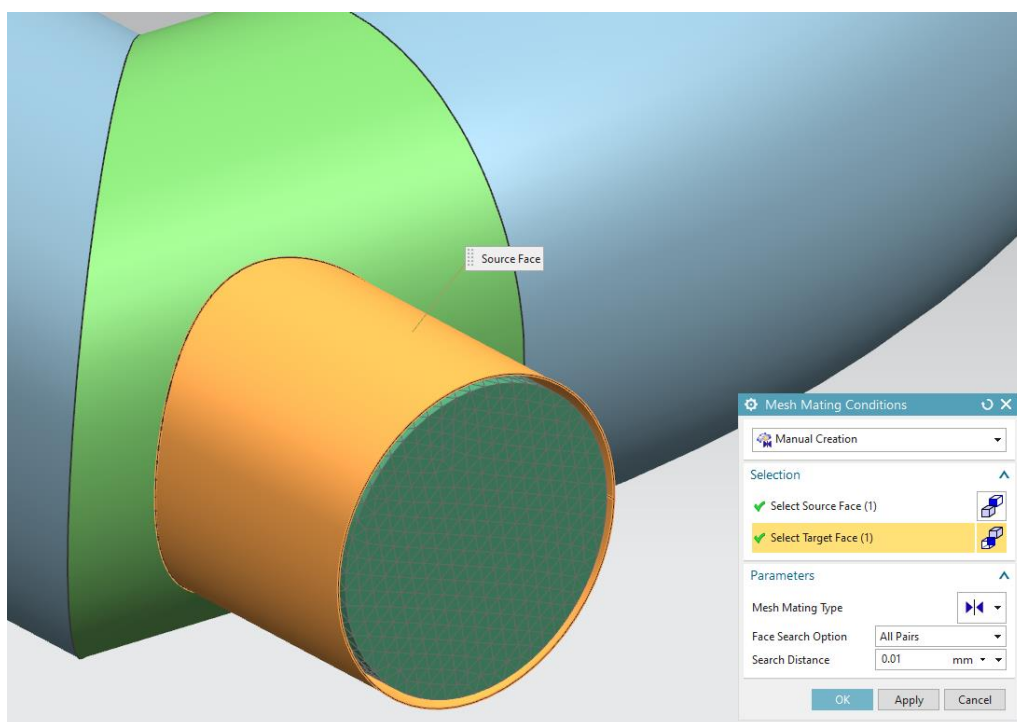 Source Face
Mesh Mating Conditions
Manual Creation
Selection
Select Source Face (1)
Select Target Face (1)
Parameters
Mesh Mating Type
Face Search Option All Pairs
Search Distance 0.01 mm
OK Apply Cancel